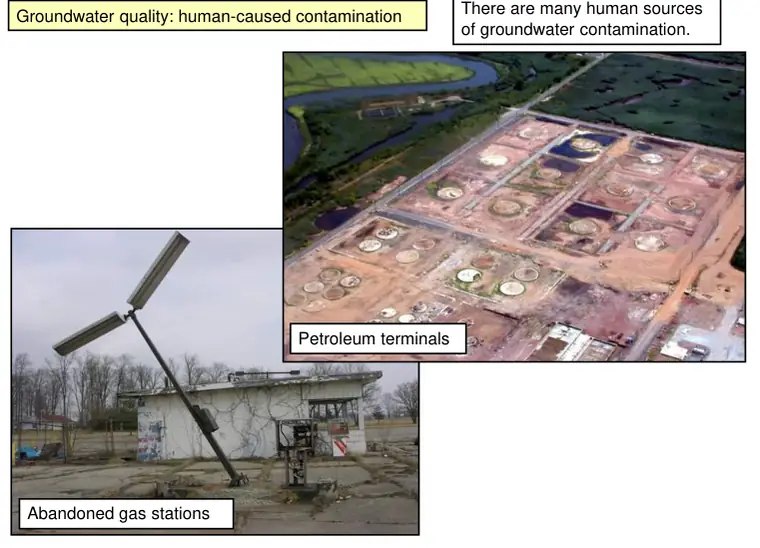 Groundwater quality: human-caused contamination
There are many human sources
of groundwater contamination.
Petroleum terminals
Abandoned gas stations